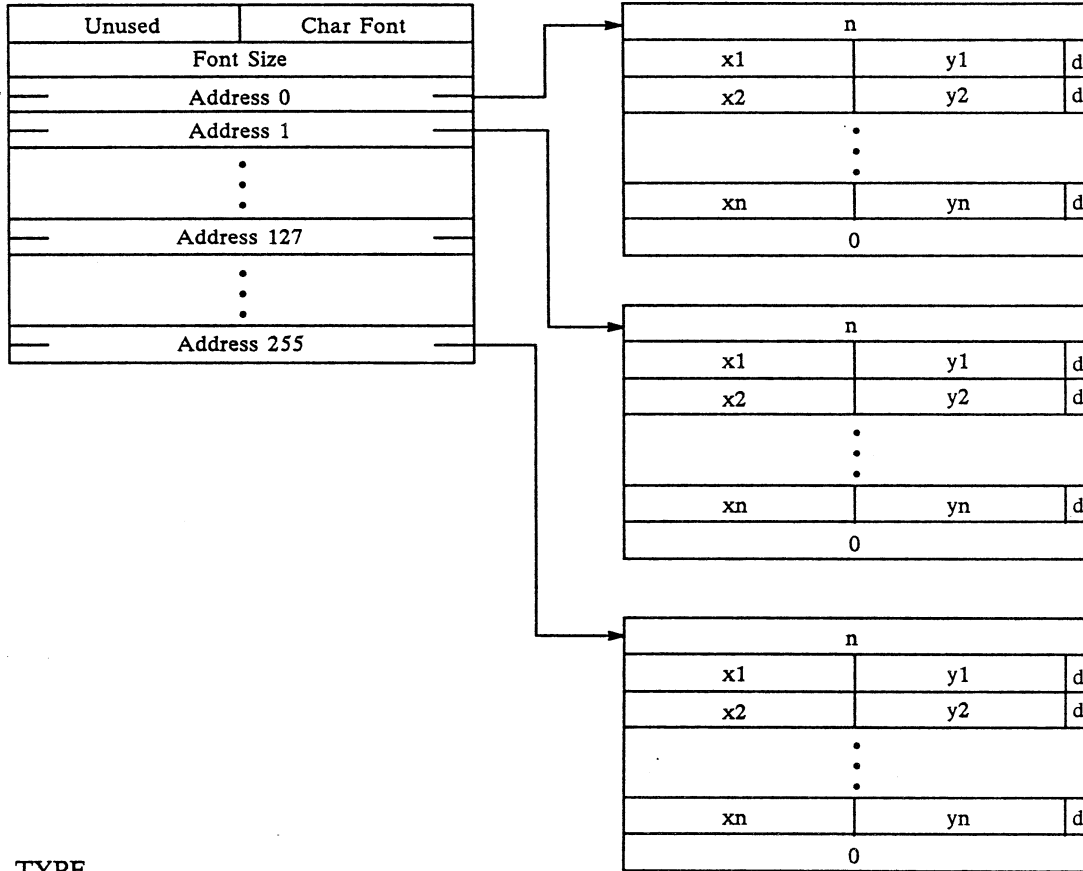 Unused Char Font
Font Size
Address 0
Address 1
Address 127
Address 255
n
x1 y1 d
x2 y2 d
xn yn d
0
n
x1 y1 d
x2 y2 d
xn yn d
0
n
x1 y1 d
x2 y2 d
xn yn d
0
TYPE